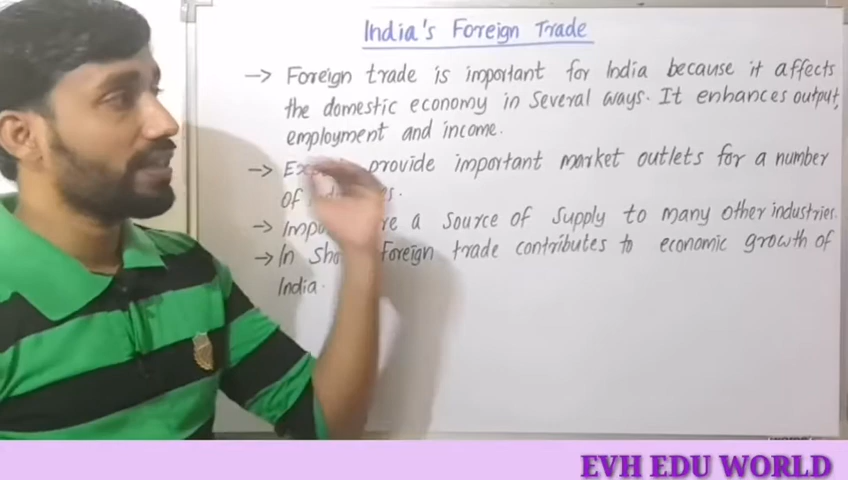 India's Foreign Trade
→ Foreign trade is important for India because it affects
the domestic economy in several ways. It enhances output,
employment and income.
→ provide important market outlets for a number
of
→ a source of supply to many other industries.
→ In Foreign trade contributes to economic growth of
India.
EVH EDU WORLD